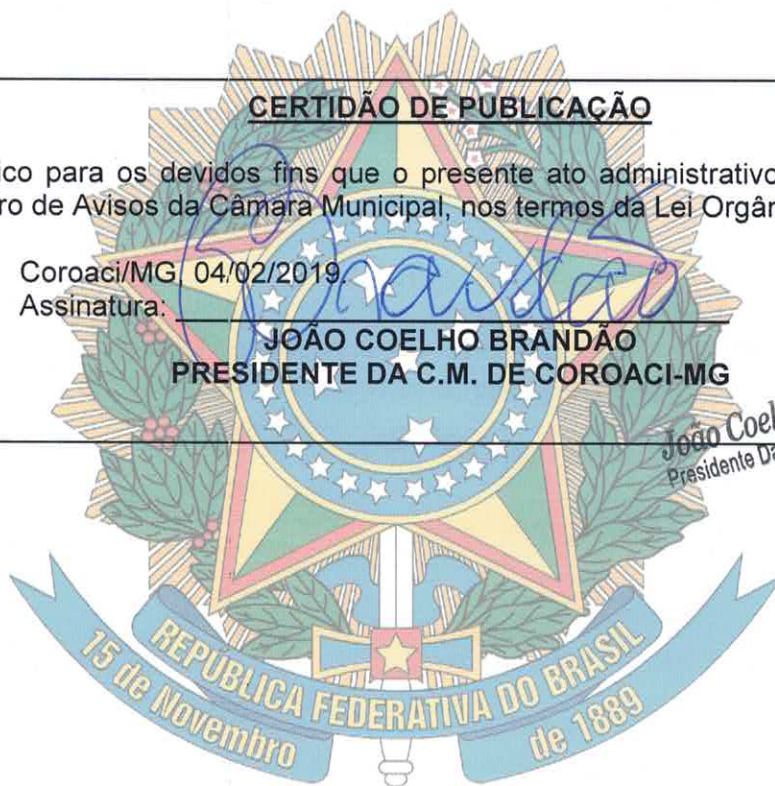 CERTIDÃO DE PUBLICAÇÃO
ico para os devidos fins que o presente ato administrativo
ro de Avisos da Câmara Municipal, nos termos da Lei Orgân
Coroaci/MG, 04/02/2019.
Assinatura:
Brandão
JOÃO COELHO BRANDÃO
PRESIDENTE DA C.M. DE COROACI-MG
João Coel
Presidente Da
REPUBLICA FEDERATIVA DO BRASIL
15 de Novembro de 1889